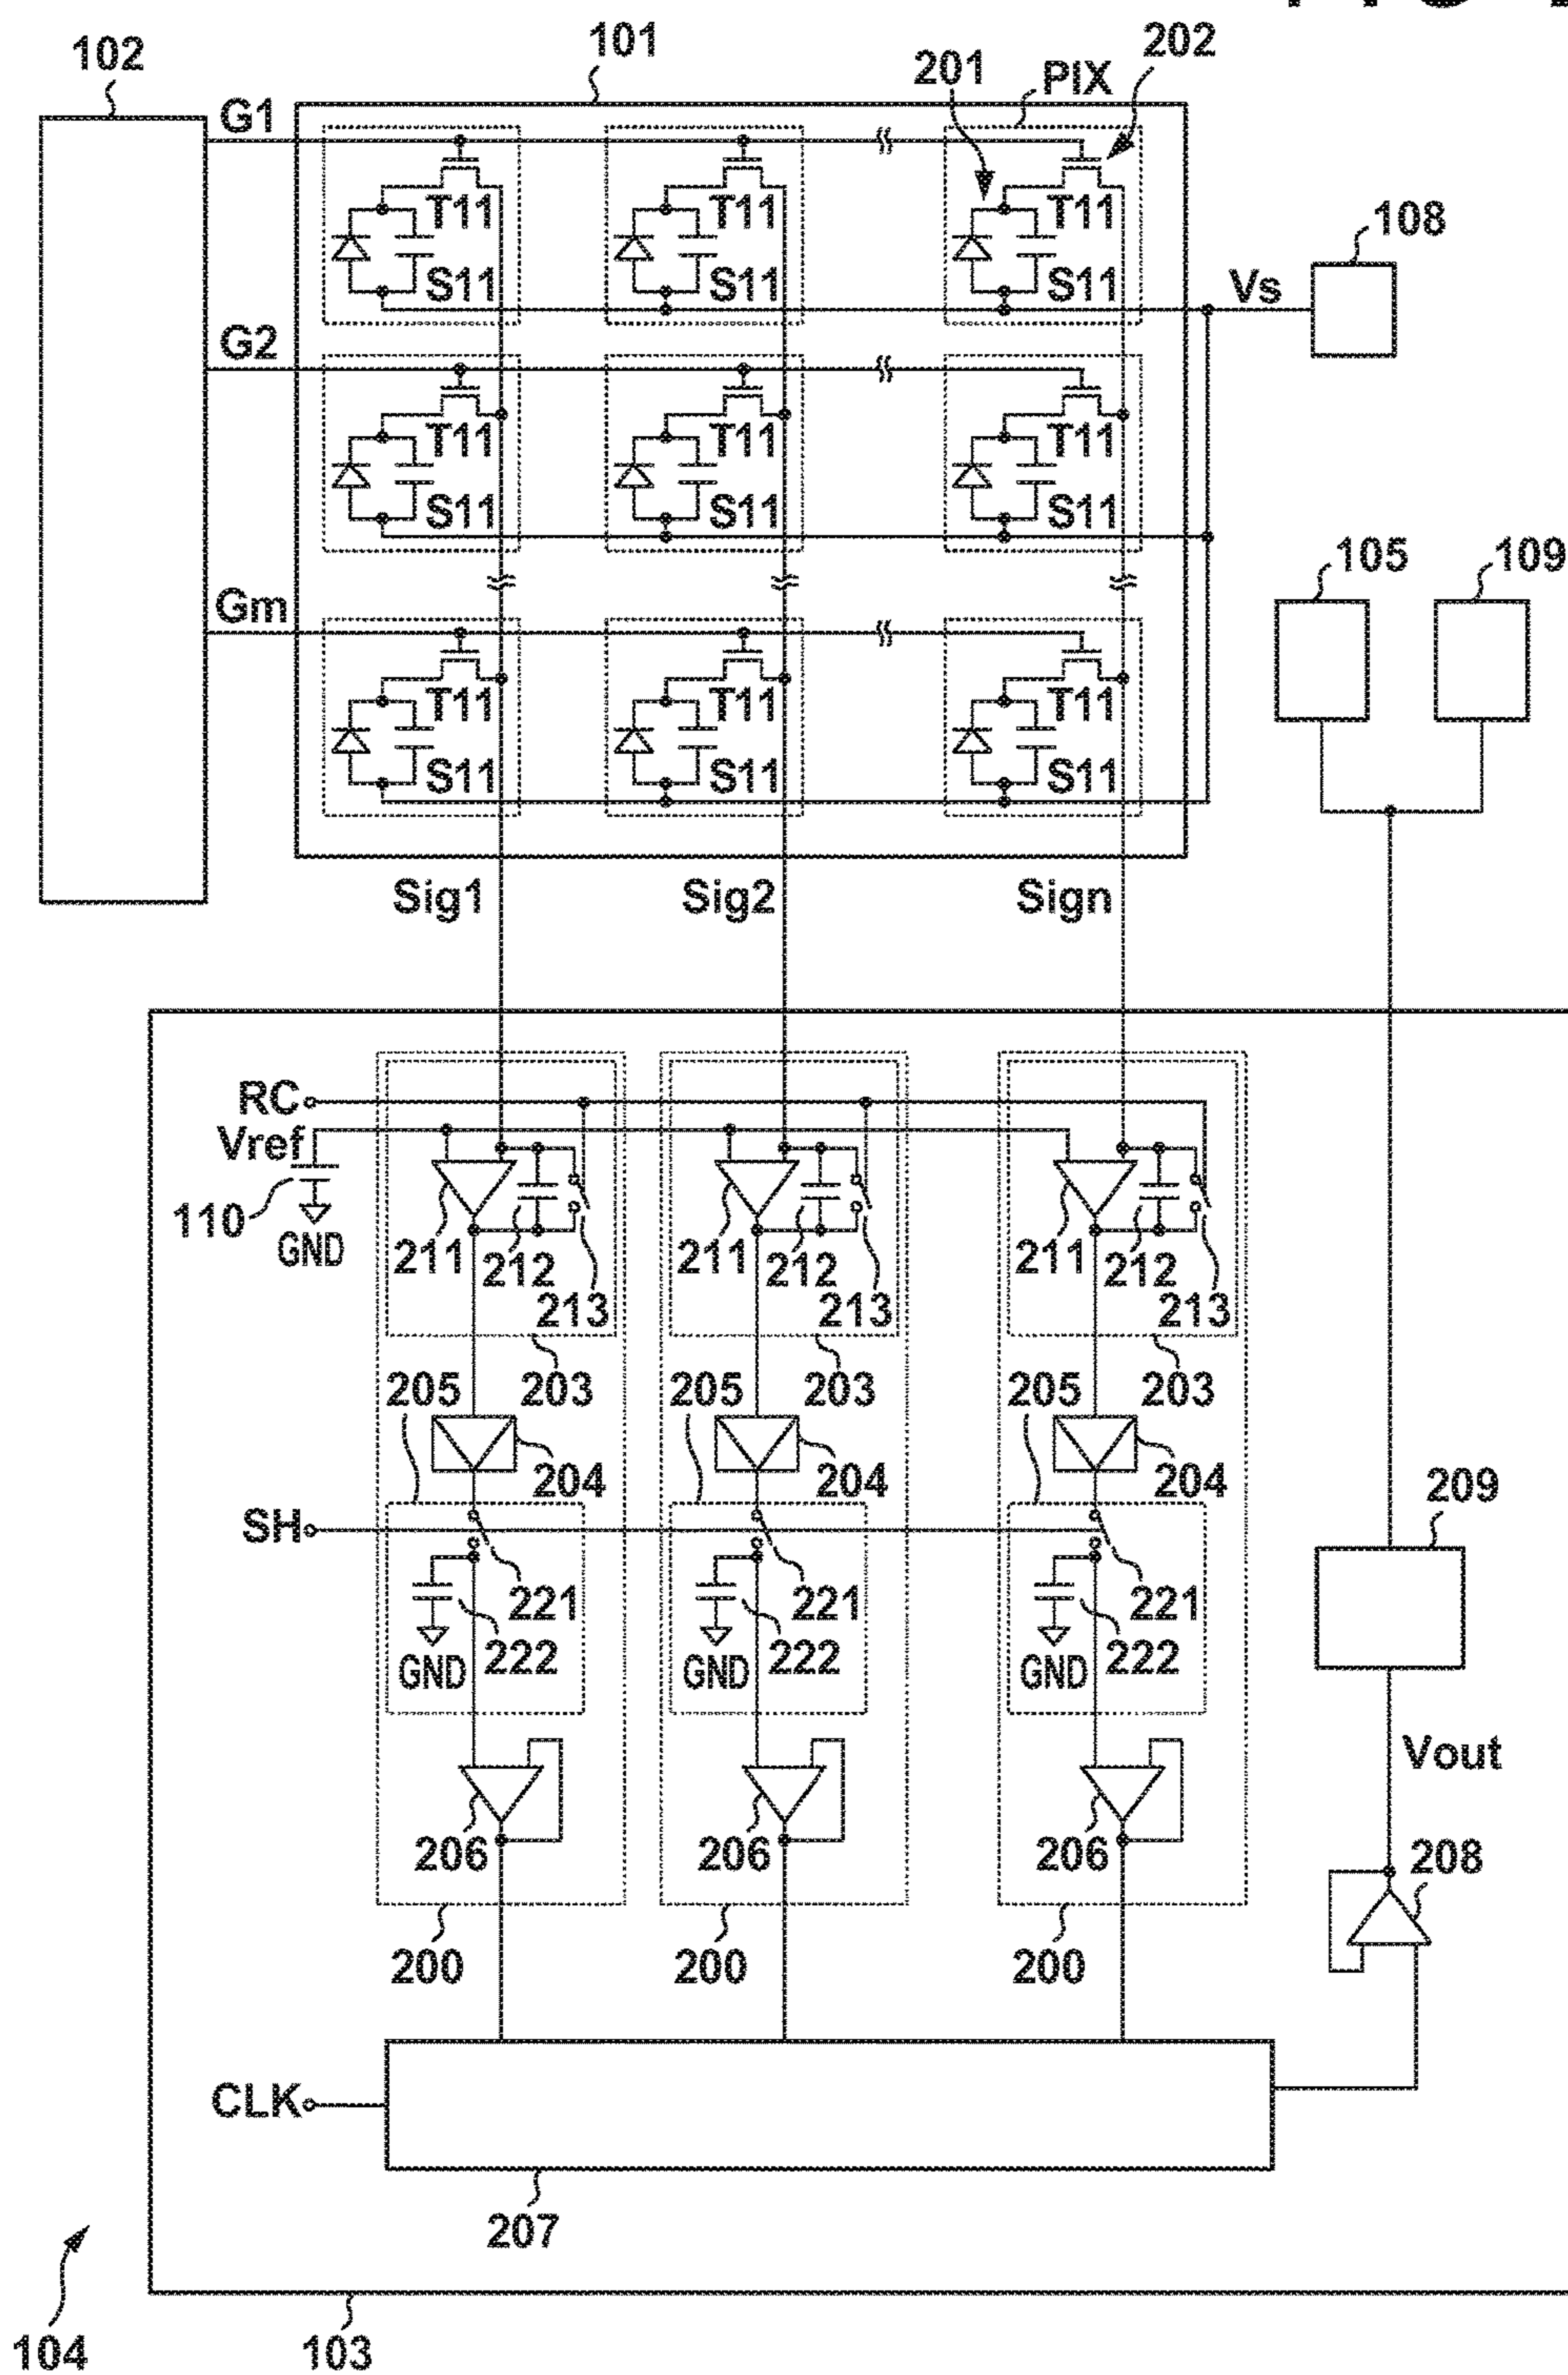 102
101
201
PIX
202
G1
T11 T11 T11
108
S11 S11 S11
Vs
G2
T11 T11 T11
S11 S11 S11
105
109
Gm
T11 T11 T11
S11 S11 S11
Sig1
Sig2
Sign
RC
Vref
110
GND
211 212 211 212 211 212
213 213 213
205 203 205 203 205 203
204 204 204
209
SH
221 221 221
GND 222 GND 222 GND 222
Vout
206 206 206
208
200 200 200
CLK
207
104
103